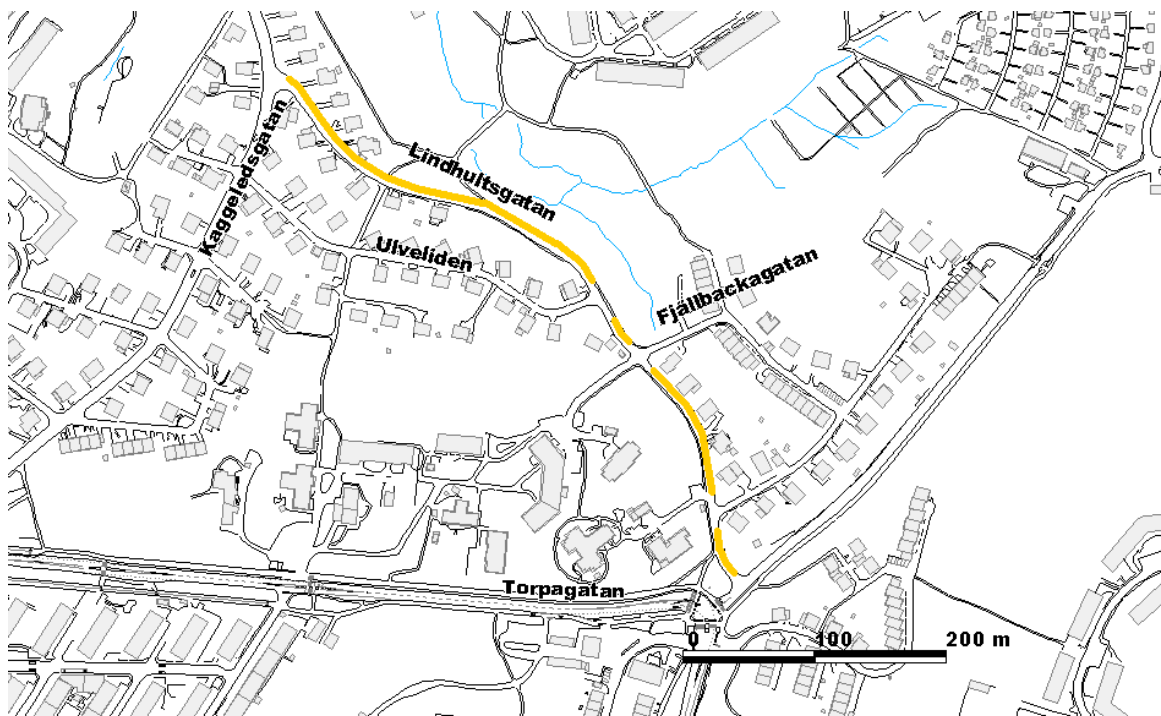 Kaggeledsgatan
Lindhultsgatan
Ulveliden
Fjällbackagatan
Torpagatan
0 100 200 m